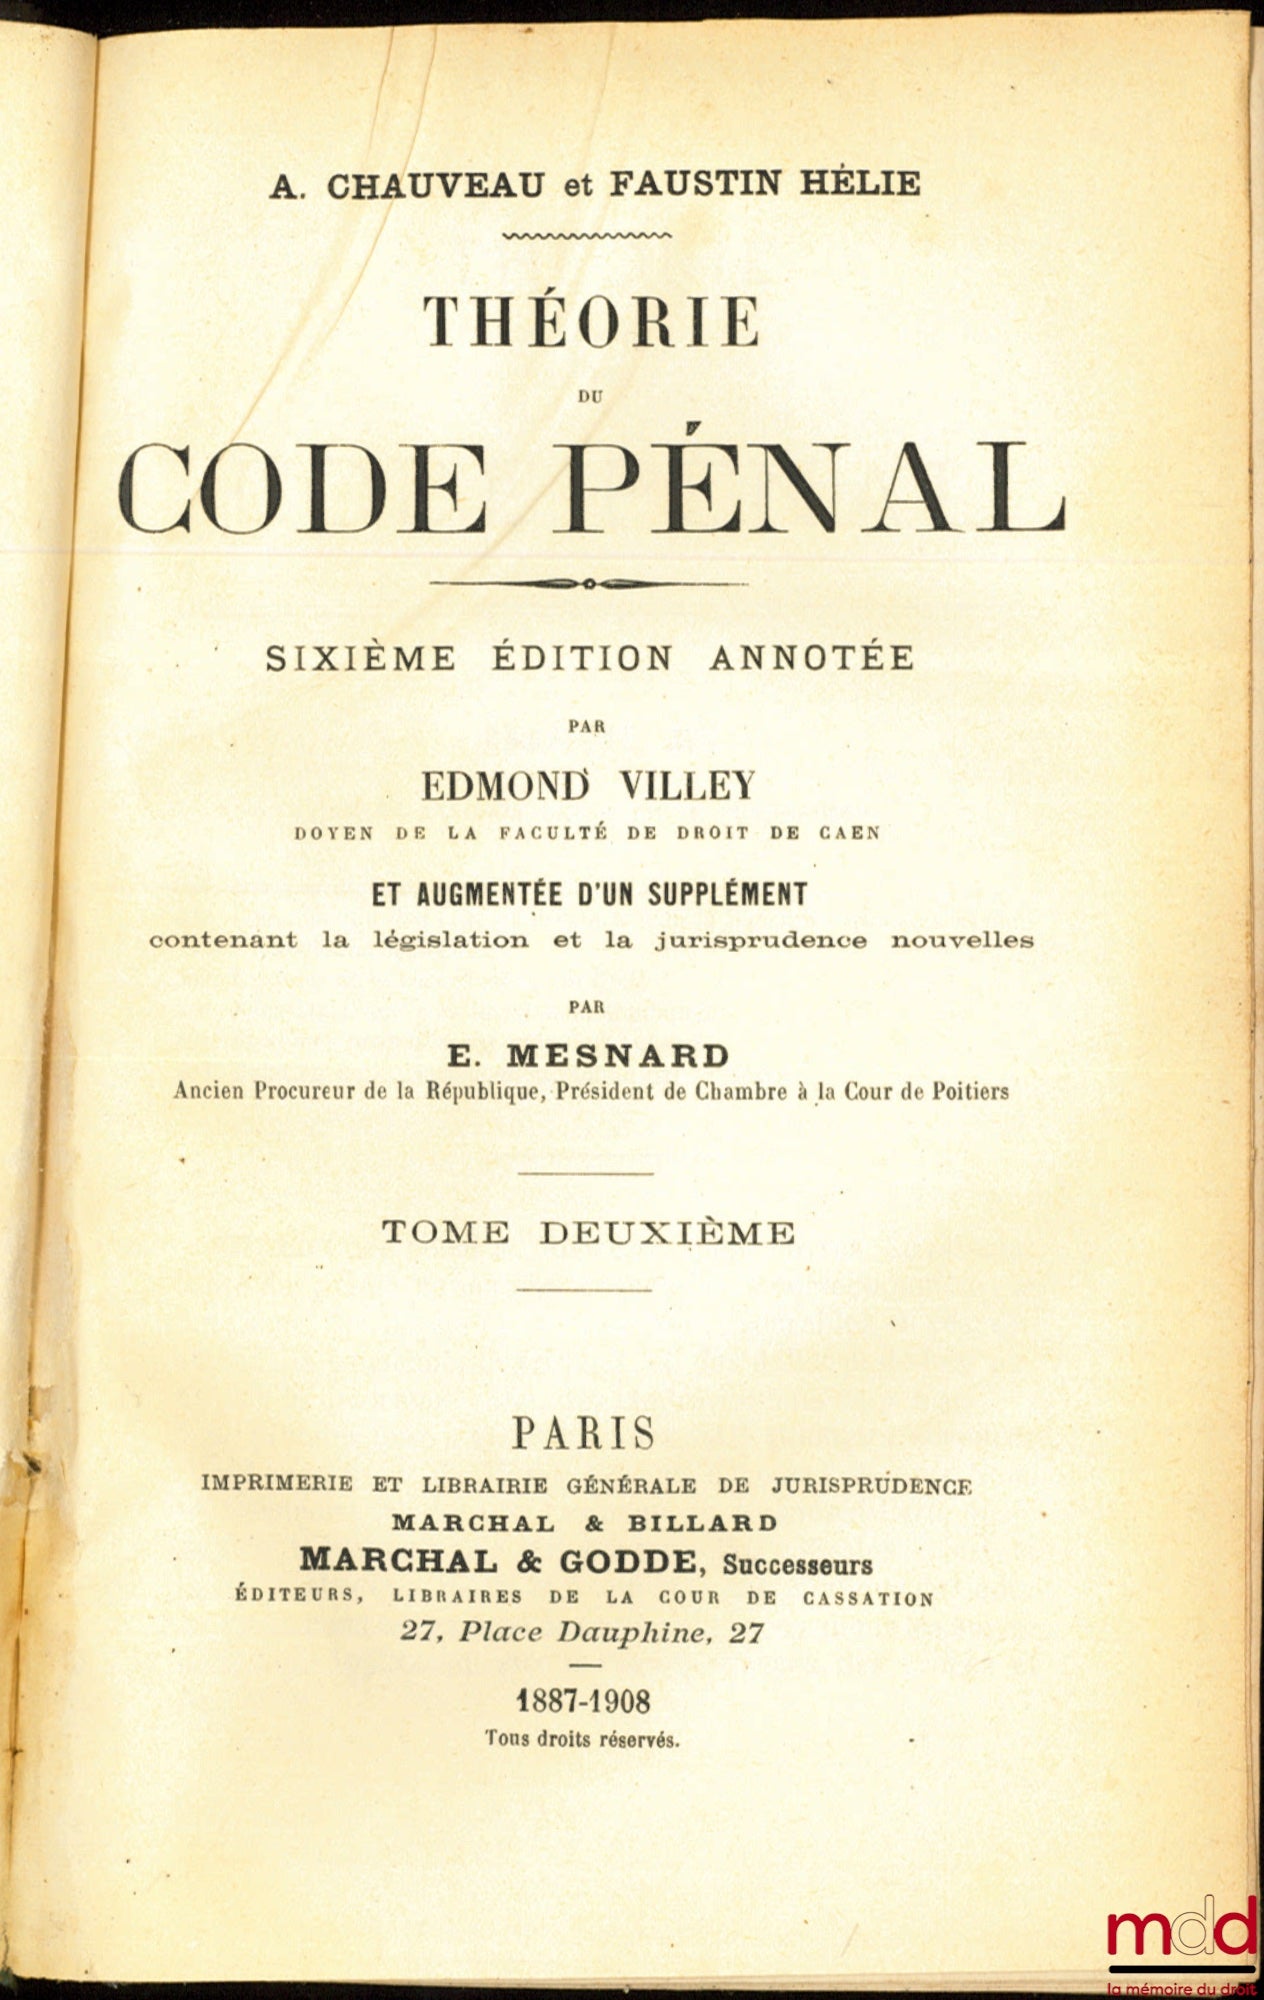 A. CHAUVEAU et FAUSTIN HÉLIE
THÉORIE
DU
CODE PÉNAL
SIXIÈME ÉDITION ANNOTÉE
PAR
EDMOND VILLEY
DOYEN DE LA FACULTÉ DE DROIT DE CAEN
ET AUGMENTÉE D'UN SUPPLÉMENT
contenant la législation et la jurisprudence nouvelles
PAR
E. MESNARD
Ancien Procureur de la République, Président de Chambre à la Cour de Poitiers
TOME DEUXIÈME
PARIS
IMPRIMERIE ET LIBRAIRIE GÉNÉRALE DE JURISPRUDENCE
MARCHAL & BILLARD
MARCHAL & GODDE, Successeurs
ÉDITEURS, LIBRAIRES DE LA COUR DE CASSATION
27, Place Dauphine, 27
1887-1908
Tous droits réservés.
mdd
la mémoire du droit